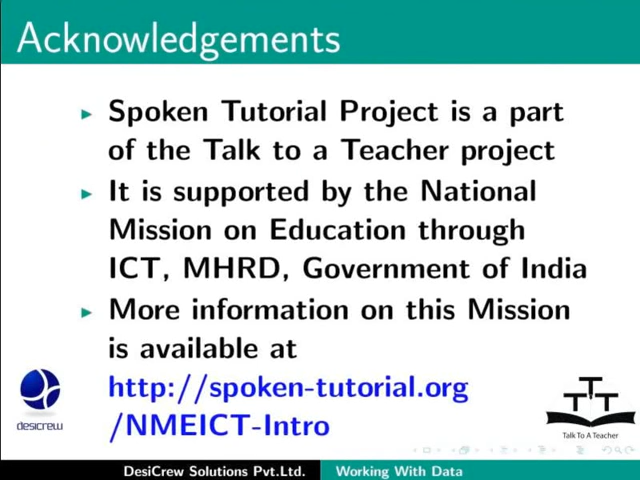 Acknowledgements
Spoken Tutorial Project is a part
of the Talk to a Teacher project
It is supported by the National
Mission on Education through
ICT, MHRD, Government of India
More information on this Mission
is available at
http://spoken-tutorial.org
/NMEICT-Intro
desicrew
TTT
Talk To A Teacher
DesiCrew Solutions Pvt.Ltd.
Working With Data